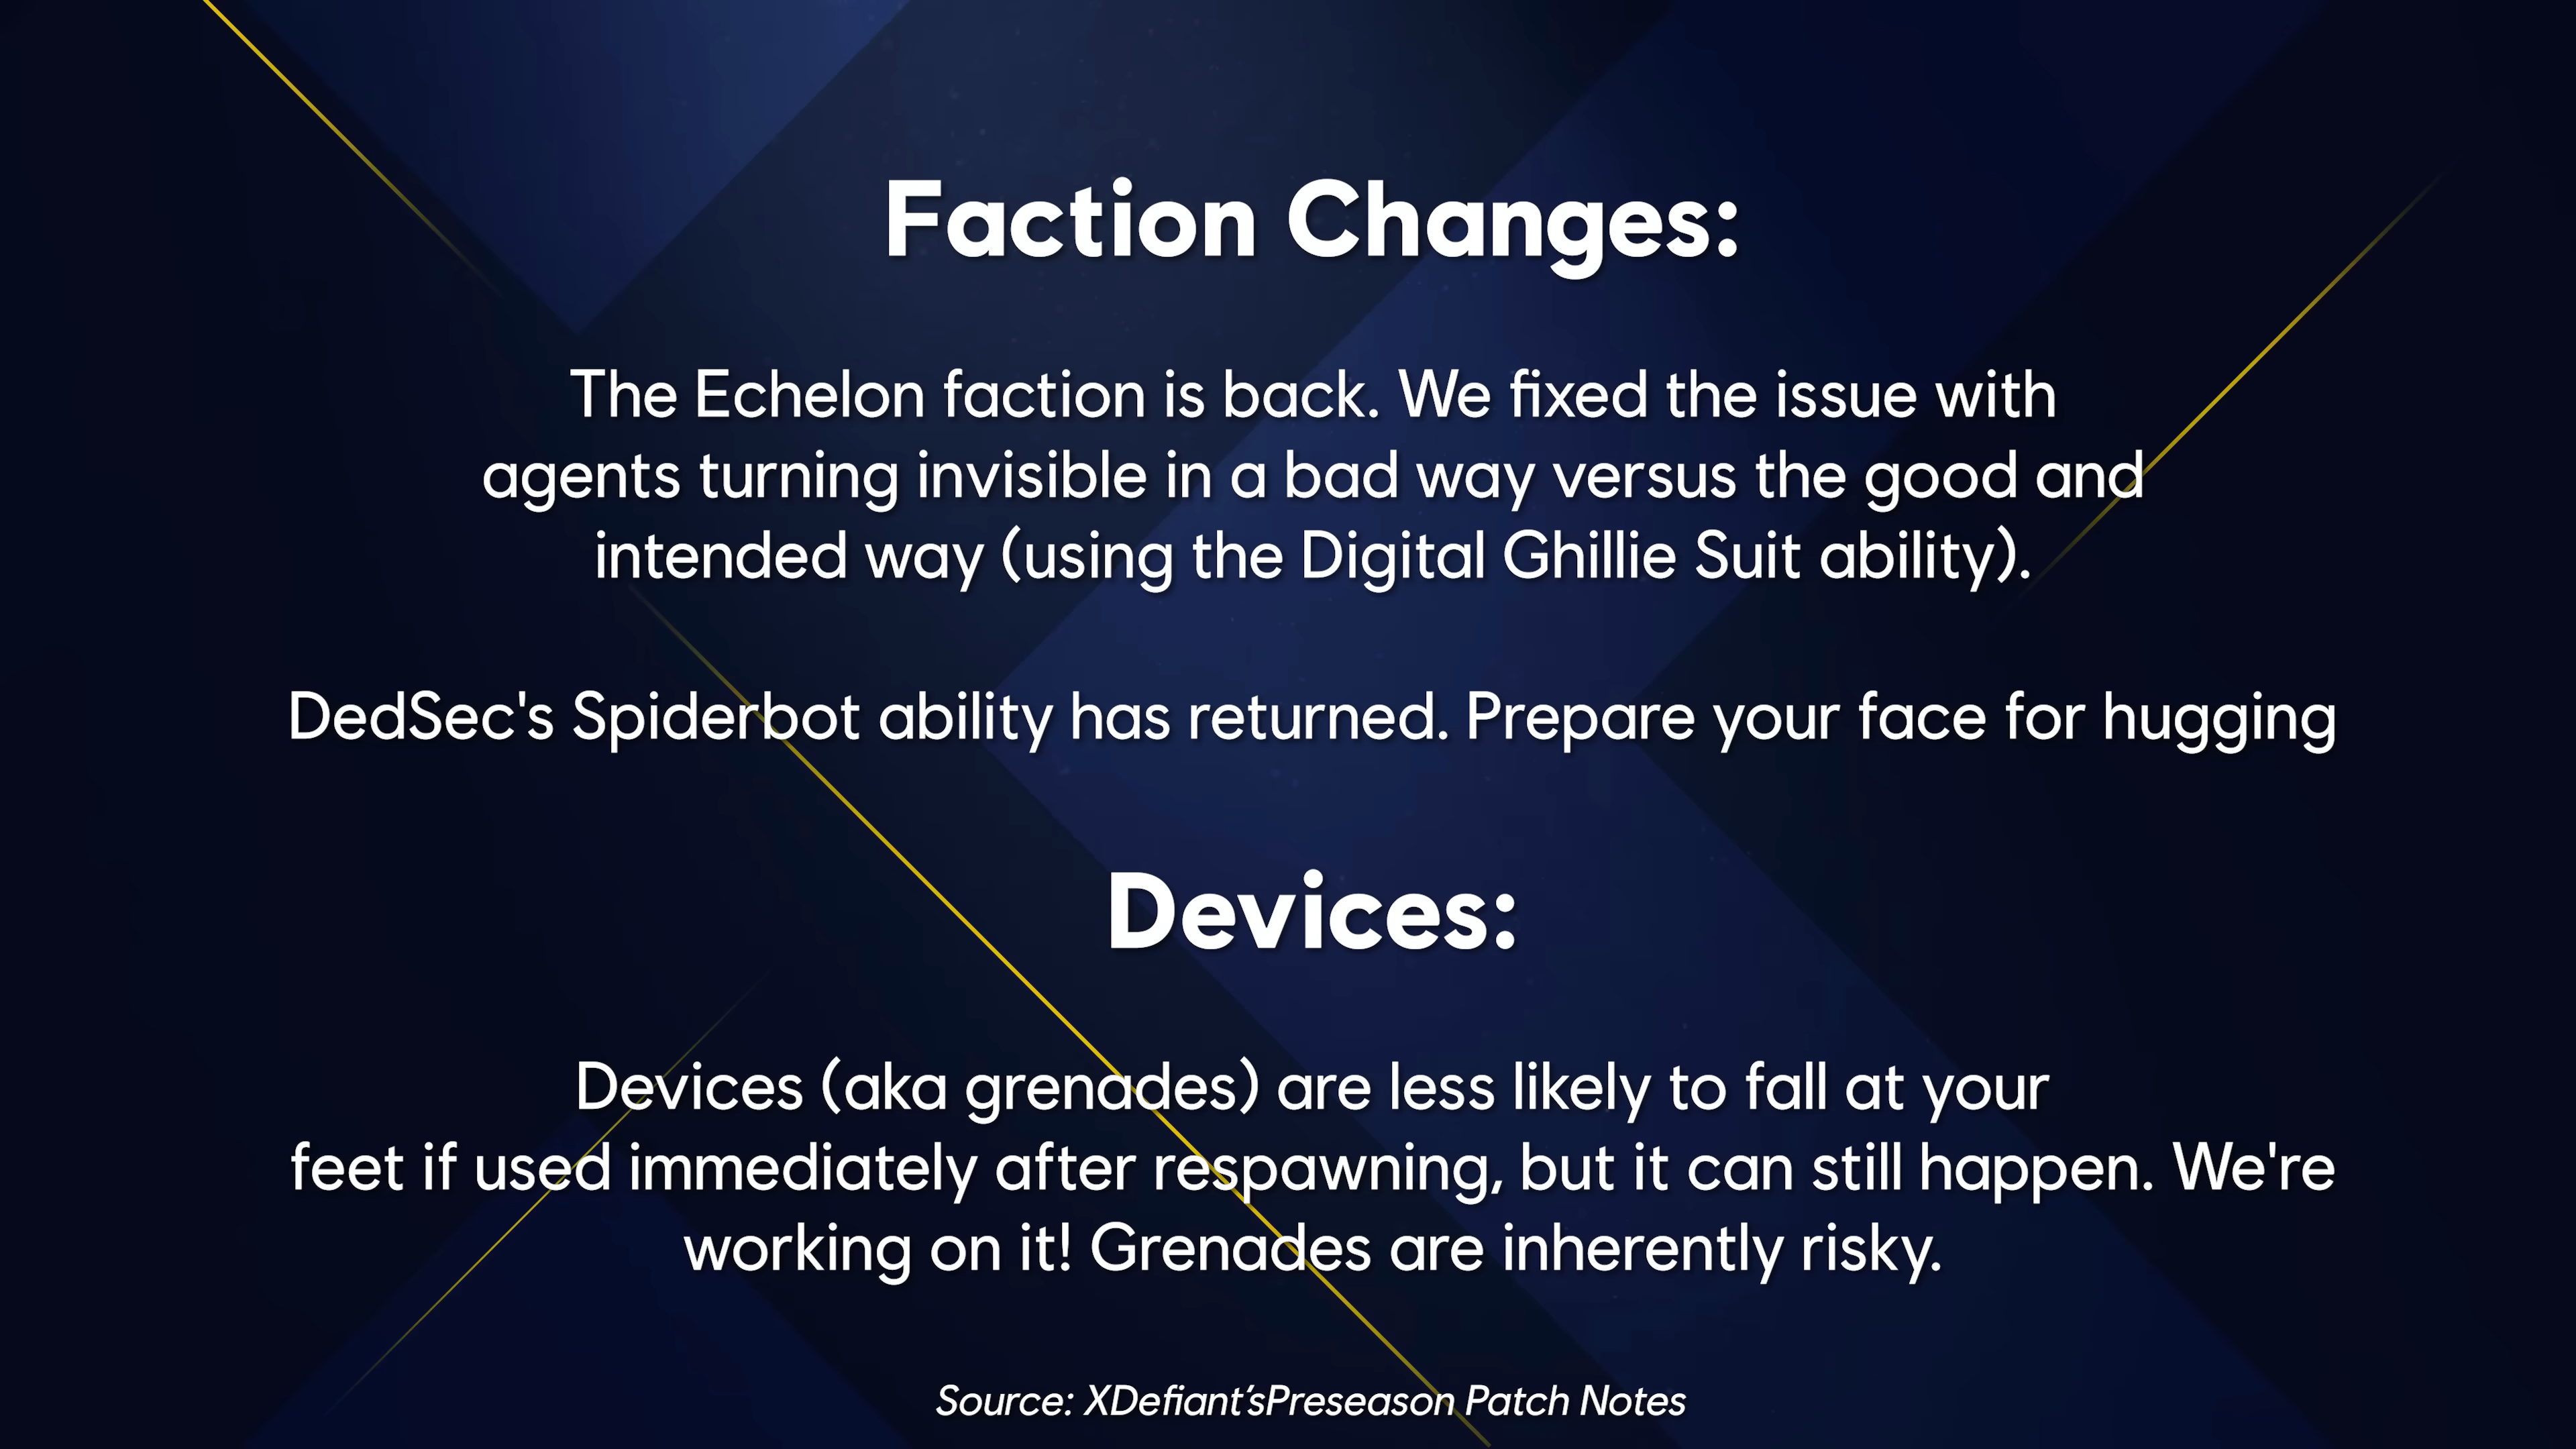 Faction Changes:
The Echelon faction is back. We fixed the issue with
agents turning invisible in a bad way versus the good and
intended way (using the Digital Ghillie Suit ability).
DedSec's Spiderbot ability has returned. Prepare your face for hugging
Devices:
Devices (aka grenades) are less likely to fall at your
feet if used immediately after respawning, but it can still happen. We're
working on it! Grenades are inherently risky.
Source: XDefiant'sPreseason Patch Notes